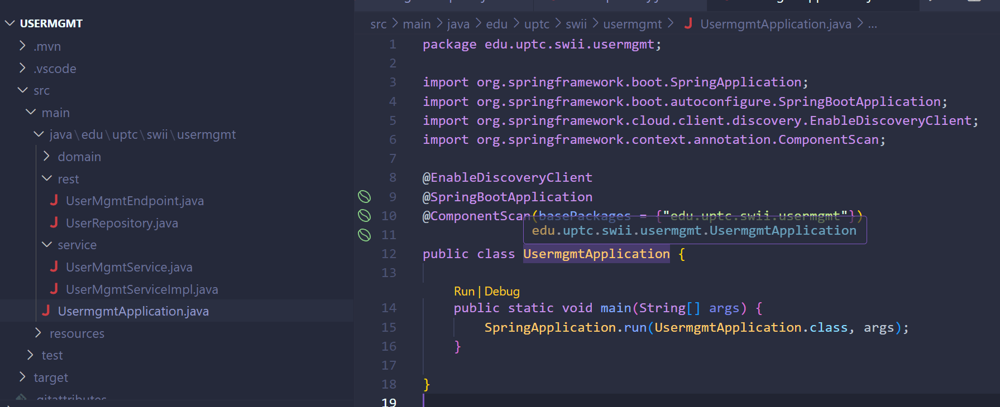 USERMGMT
.mvn
.vscode
src
main
java\edu\uptc\swii\usermgmt
domain
rest
J UserMgmtEndpoint.java
J UserRepository.java
service
J UserMgmtService.java
J UserMgmtServiceImpl.java
J UsermgmtApplication.java
resources
test
target
.gitattributes
src > main > java > edu > uptc > swii > usermgmt > J UsermgmtApplication.java > ...
1 package edu.uptc.swii.usermgmt;
2
3 import org.springframework.boot.SpringApplication;
4 import org.springframework.boot.autoconfigure.SpringBootApplication;
5 import org.springframework.cloud.client.discovery.EnableDiscoveryClient;
6 import org.springframework.context.annotation.ComponentScan;
7
8 @EnableDiscoveryClient
9 @SpringBootApplication
10 @ComponentScan(basePackages = {"edu.uptc.swii.usermgmt"})
edu.uptc.swii.usermgmt.UsermgmtApplication
11
12 public class UsermgmtApplication {
13
Run | Debug
14 public static void main(String[] args) {
15 SpringApplication.run(UsermgmtApplication.class, args);
16 }
17
18 }
19